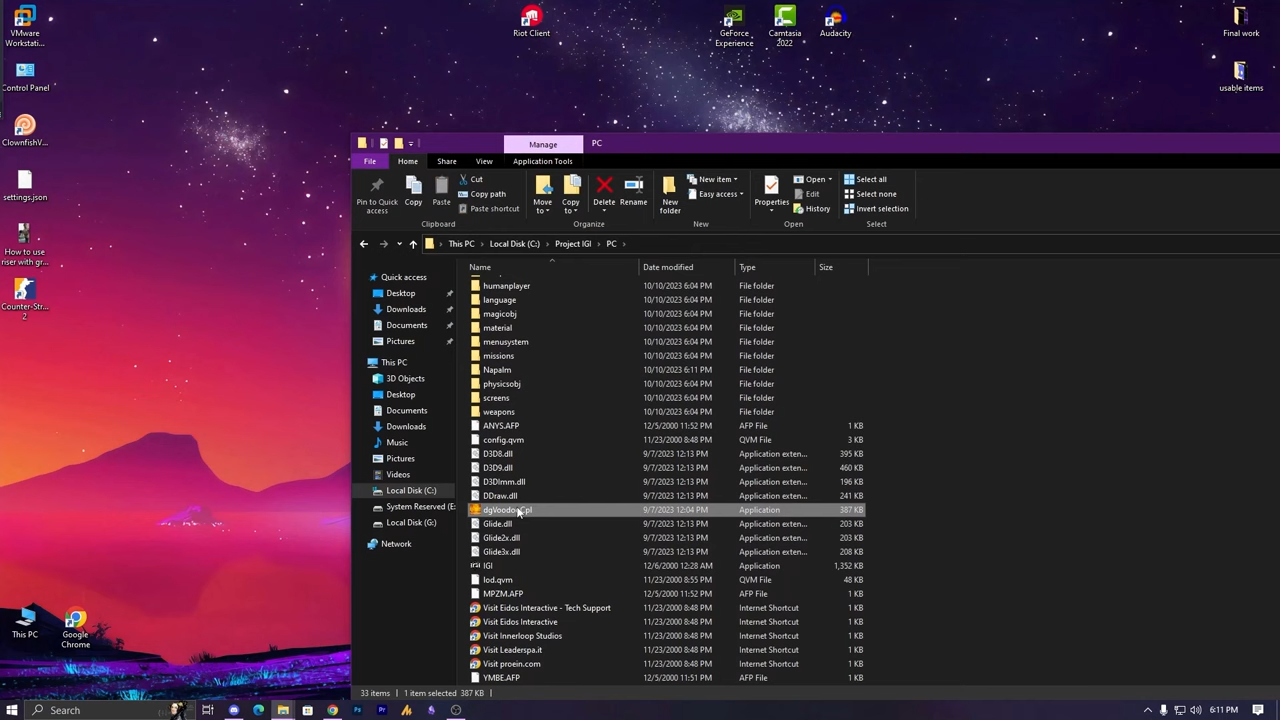 VMware
Workstati...
Control Panel
ClownfishV...
settings.json
How to use
riser with gr...
Counter-Str...
2
This PC
Google
Chrome
Riot Client
GeForce
Experience
Camtasia
2022
Audacity
Final work
usable items
Manage
PC
File
Home
Share
View
Application Tools
Pin to Quick
access
Copy
Paste
Cut
Copy path
Paste shortcut
Move
to
Copy
to
Delete
Rename
New
folder
New item
Easy access
Properties
Open
Edit
History
Select all
Select none
Invert selection
Clipboard
Organize
New
Open
Select
This PC
Local Disk (C:)
Project IGI
PC
Quick access
Desktop
Downloads
Documents
Pictures
This PC
3D Objects
Desktop
Documents
Downloads
Music
Pictures
Videos
Local Disk (C:)
System Reserved (E:
Local Disk (G:)
Network
Name Date modified Type Size
humanplayer 10/10/2023 6:04 PM File folder
language 10/10/2023 6:04 PM File folder
magicobj 10/10/2023 6:04 PM File folder
material 10/10/2023 6:04 PM File folder
menusystem 10/10/2023 6:04 PM File folder
missions 10/10/2023 6:04 PM File folder
Napalm 10/10/2023 6:11 PM File folder
physicsobj 10/10/2023 6:04 PM File folder
screens 10/10/2023 6:04 PM File folder
weapons 10/10/2023 6:04 PM File folder
ANYS.AFP 12/5/2000 11:52 PM AFP File 1 KB
config.qvm 11/23/2000 8:48 PM QVM File 3 KB
D3D8.dll 9/7/2023 12:13 PM Application exten... 395 KB
D3D9.dll 9/7/2023 12:13 PM Application exten... 460 KB
D3DImm.dll 9/7/2023 12:13 PM Application exten... 196 KB
DDraw.dll 9/7/2023 12:13 PM Application exten... 241 KB
dgVoodooCpl 9/7/2023 12:04 PM Application 387 KB
Glide.dll 9/7/2023 12:13 PM Application exten... 203 KB
Glide2x.dll 9/7/2023 12:13 PM Application exten... 203 KB
Glide3x.dll 9/7/2023 12:13 PM Application exten... 208 KB
IGI 12/6/2000 12:28 AM Application 1,352 KB
lod.qvm 11/23/2000 8:55 PM QVM File 48 KB
MPZM.AFP 12/5/2000 11:52 PM AFP File 1 KB
Visit Eidos Interactive - Tech Support 11/23/2000 8:48 PM Internet Shortcut 1 KB
Visit Eidos Interactive 11/23/2000 8:48 PM Internet Shortcut 1 KB
Visit Innerloop Studios 11/23/2000 8:48 PM Internet Shortcut 1 KB
Visit Leaderspa.it 11/23/2000 8:48 PM Internet Shortcut 1 KB
Visit proein.com 11/23/2000 8:48 PM Internet Shortcut 1 KB
YMBE.AFP 12/5/2000 11:51 PM AFP File 1 KB
33 items 1 item selected 387 KB
Search
6:11 PM